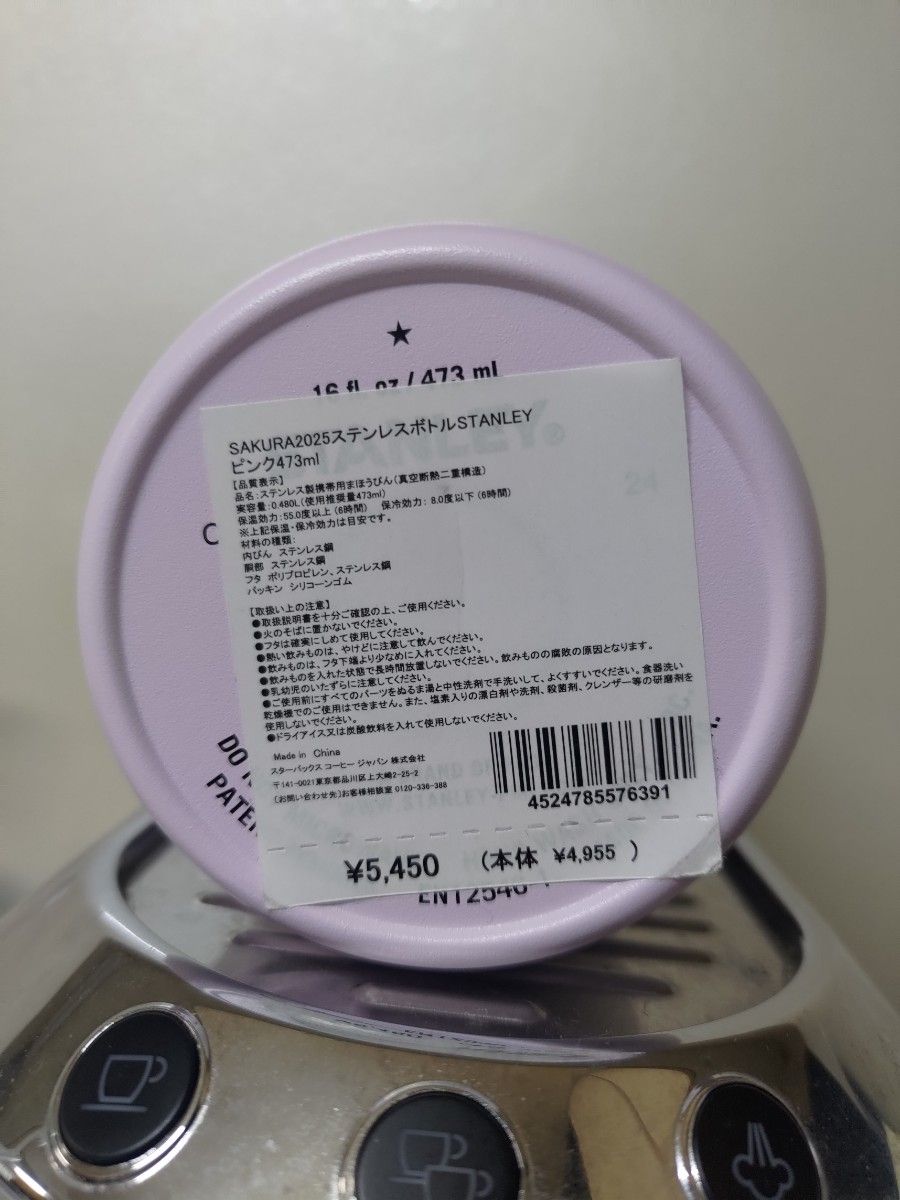 ★
16 fl. oz / 473 ml
SAKURA2025ステンレスボトルSTANLEY
ピンク473ml
【品質表示】
品名：ステンレス製携帯用まほうびん（真空断熱二重構造）
実容量：0.480L（使用推奨量473ml）
保温効力：55.0度以上（6時間） 保冷効力：8.0度以下（6時間）
※上記保温・保冷効力は目安です。
材料の種類：
内びん ステンレス鋼
胴部 ステンレス鋼
フタ ポリプロピレン、ステンレス鋼
パッキン シリコーンゴム
【取扱い上の注意】
●取扱説明書を十分ご確認の上、ご使用ください。
●火のそばに置かないでください。
●フタは確実にしめて使用してください。
●熱い飲みものは、やけどに注意して飲んでください。
●飲みものは、フタ下端より少なめに入れてください。
●飲みものを入れた状態で長時間放置しないでください。飲みものの腐敗の原因となります。
●乳幼児のいたずらに注意してください。
●ご使用前にすべてのパーツをぬるま湯と中性洗剤で手洗いして、よくすすいでください。食器洗い
乾燥機でのご使用はできません。また、塩素入りの漂白剤や洗剤、殺菌剤、クレンザー等の研磨剤を
使用しないでください。
●ドライアイス又は炭酸飲料を入れて使用しないでください。
Made in China
スターバックス コーヒー ジャパン 株式会社
〒141-0021東京都品川区上大崎2-25-2
〔お問い合わせ先〕お客様相談室 0120-336-388
4524785576391
¥5,450 （本体 ¥4,955 ）
DO